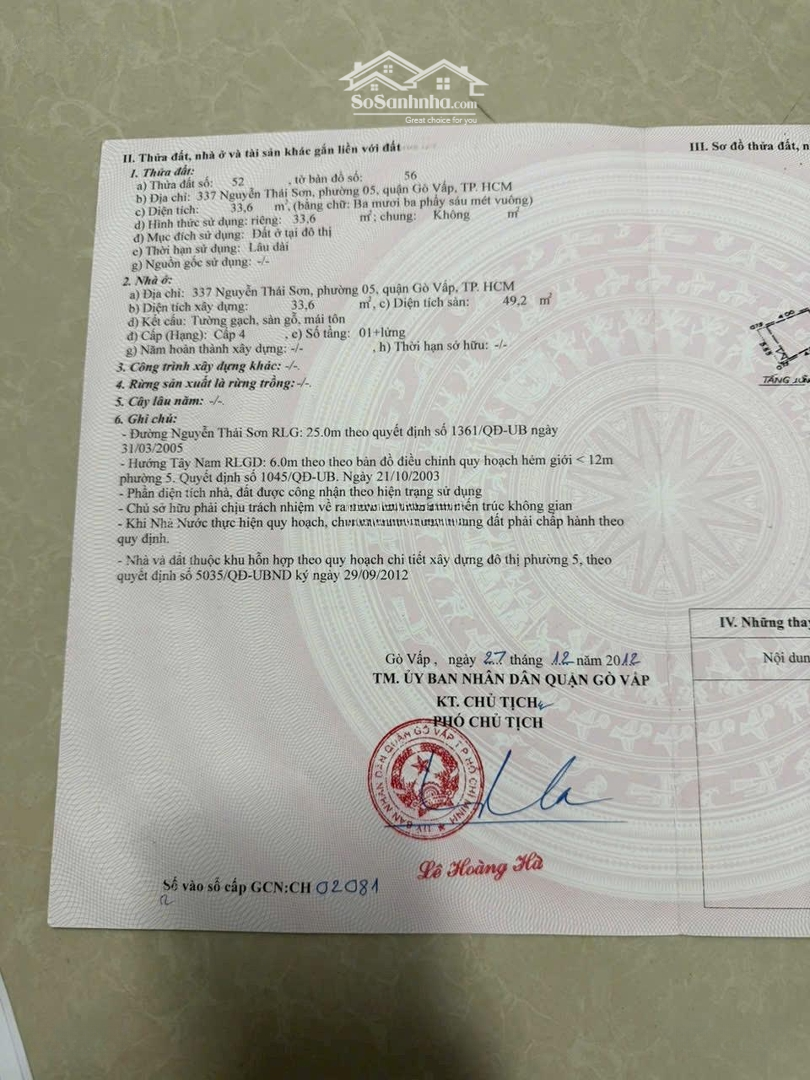 SoSanhnha.com
Great choice for you
II. Thửa đất, nhà ở và tài sản khác gắn liền với đất
1. Thửa đất:
a) Thửa đất số: 52 , tờ bản đồ số: 56
b) Địa chỉ: 337 Nguyễn Thái Sơn, phường 05, quận Gò Vấp, TP. HCM
c) Diện tích: 33,6 m², (bằng chữ: Ba mươi ba phẩy sáu mét vuông)
d) Hình thức sử dụng: riêng: 33,6 m²; chung: Không m²
đ) Mục đích sử dụng: Đất ở tại đô thị
e) Thời hạn sử dụng: Lâu dài
g) Nguồn gốc sử dụng: -/-
2. Nhà ở:
a) Địa chỉ: 337 Nguyễn Thái Sơn, phường 05, quận Gò Vấp, TP. HCM
b) Diện tích xây dựng: 33,6 m², c) Diện tích sàn: 49,2 m²
d) Kết cấu: Tường gạch, sàn gỗ, mái tôn
đ) Cấp (Hạng): Cấp 4 , e) Số tầng: 01+lửng
g) Năm hoàn thành xây dựng: -/- , h) Thời hạn sở hữu: -/-
3. Công trình xây dựng khác: -/-.
4. Rừng sản xuất là rừng trồng: -/-.
5. Cây lâu năm: -/-.
6. Ghi chú:
- Đường Nguyễn Thái Sơn RLG: 25.0m theo quyết định số 1361/QĐ-UB ngày
31/03/2005
- Hướng Tây Nam RLGD: 6.0m theo theo bản đồ điều chỉnh quy hoạch hẻm giới < 12m
phường 5. Quyết định số 1045/QĐ-UB. Ngày 21/10/2003
- Phần diện tích nhà, đất được công nhận theo hiện trạng sử dụng
- Chủ sở hữu phải chịu trách nhiệm về trúc không gian
- Khi Nhà Nước thực hiện quy hoạch, đất phải chấp hành theo
quy định.
- Nhà và đất thuộc khu hỗn hợp theo quy hoạch chi tiết xây dựng đô thị phường 5, theo
quyết định số 5035/QĐ-UBND ký ngày 29/09/2012
Gò Vấp , ngày 27 tháng 12 năm 2012
TM. ỦY BAN NHÂN DÂN QUẬN GÒ VẤP
KT. CHỦ TỊCH
PHÓ CHỦ TỊCH
ỦY BAN NHÂN DÂN QUẬN GÒ VẤP T.P HỒ CHÍ MINH
Lê Hoàng Hà
Số vào sổ cấp GCN:CH 02081
III. Sơ đồ thửa đất, n
4.00
TẦNG
IV. Những thay
Nội dun